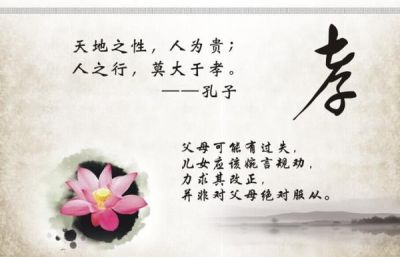 天地之性，人为贵；
人之行，莫大于孝。
——孔子
孝
父母可能有过失，
儿女应该婉言规劝，
力求其改正，
并非对父母绝对服从。